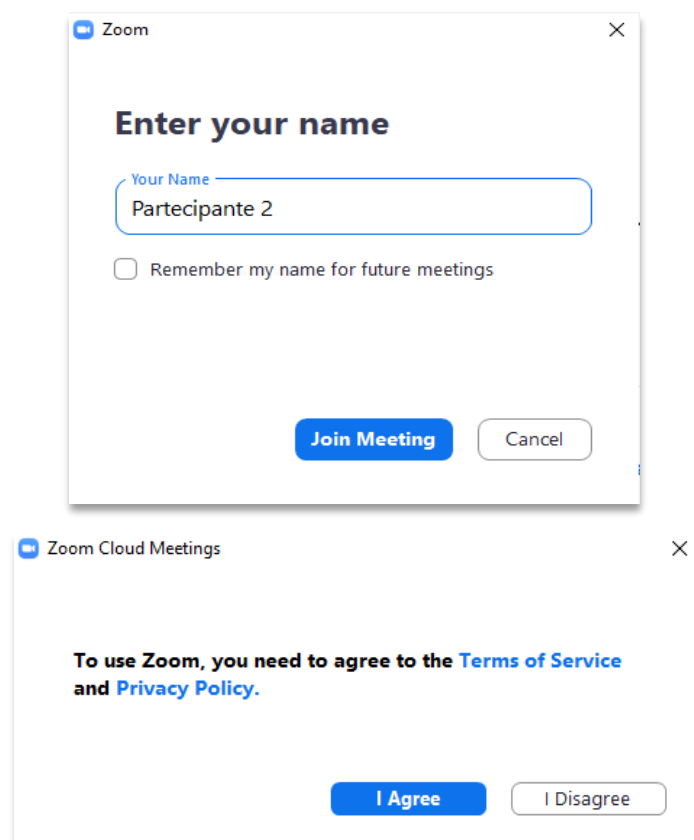 Zoom
Enter your name
Your Name
Partecipante 2
Remember my name for future meetings
Join Meeting Cancel
Zoom Cloud Meetings
To use Zoom, you need to agree to the Terms of Service
and Privacy Policy.
I Agree I Disagree